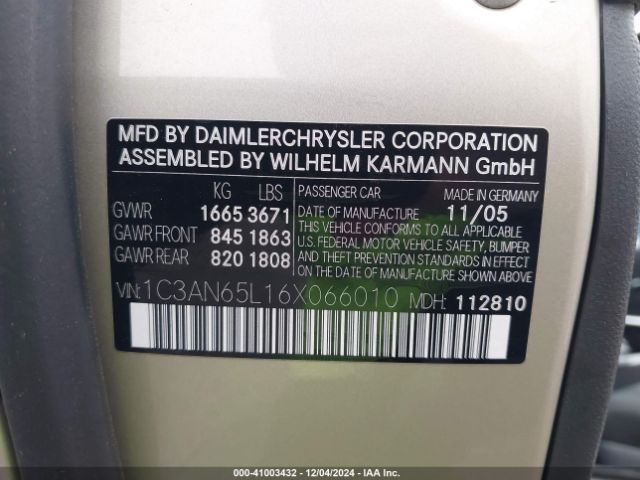 MFD BY DAIMLERCHRYSLER CORPORATION
ASSEMBLED BY WILHELM KARMANN GmbH
KG LBS
GVWR 1665 3671
GAWR FRONT 845 1863
GAWR REAR 820 1808
PASSENGER CAR MADE IN GERMANY
DATE OF MANUFACTURE 11/05
THIS VEHICLE CONFORMS TO ALL APPLICABLE
U.S. FEDERAL MOTOR VEHICLE SAFETY, BUMPER
AND THEFT PREVENTION STANDARDS IN EFFECT
ON THE DATE OF MANUFACTURE SHOWN ABOVE.
VIN: 1C3AN65L16X066010 MDH: 112810
000-41003432 - 12/04/2024 - IAA Inc.